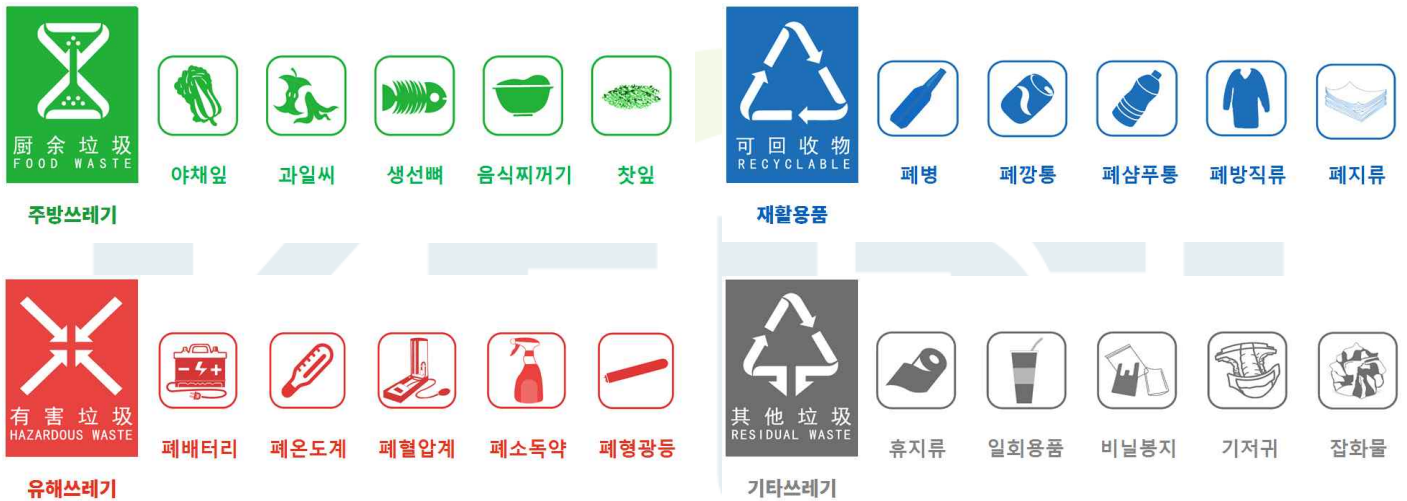 厨余垃圾
FOOD WASTE
야채잎 과일씨 생선뼈 음식찌꺼기 찻잎
주방쓰레기
可回收物
RECYCLABLE
폐병 폐깡통 폐샴푸통 폐방직류 폐지류
재활용품
有害垃圾
HAZARDOUS WASTE
폐배터리 폐온도계 폐혈압계 폐소독약 폐형광등
유해쓰레기
其他垃圾
RESIDUAL WASTE
휴지류 일회용품 비닐봉지 기저귀 잡화물
기타쓰레기